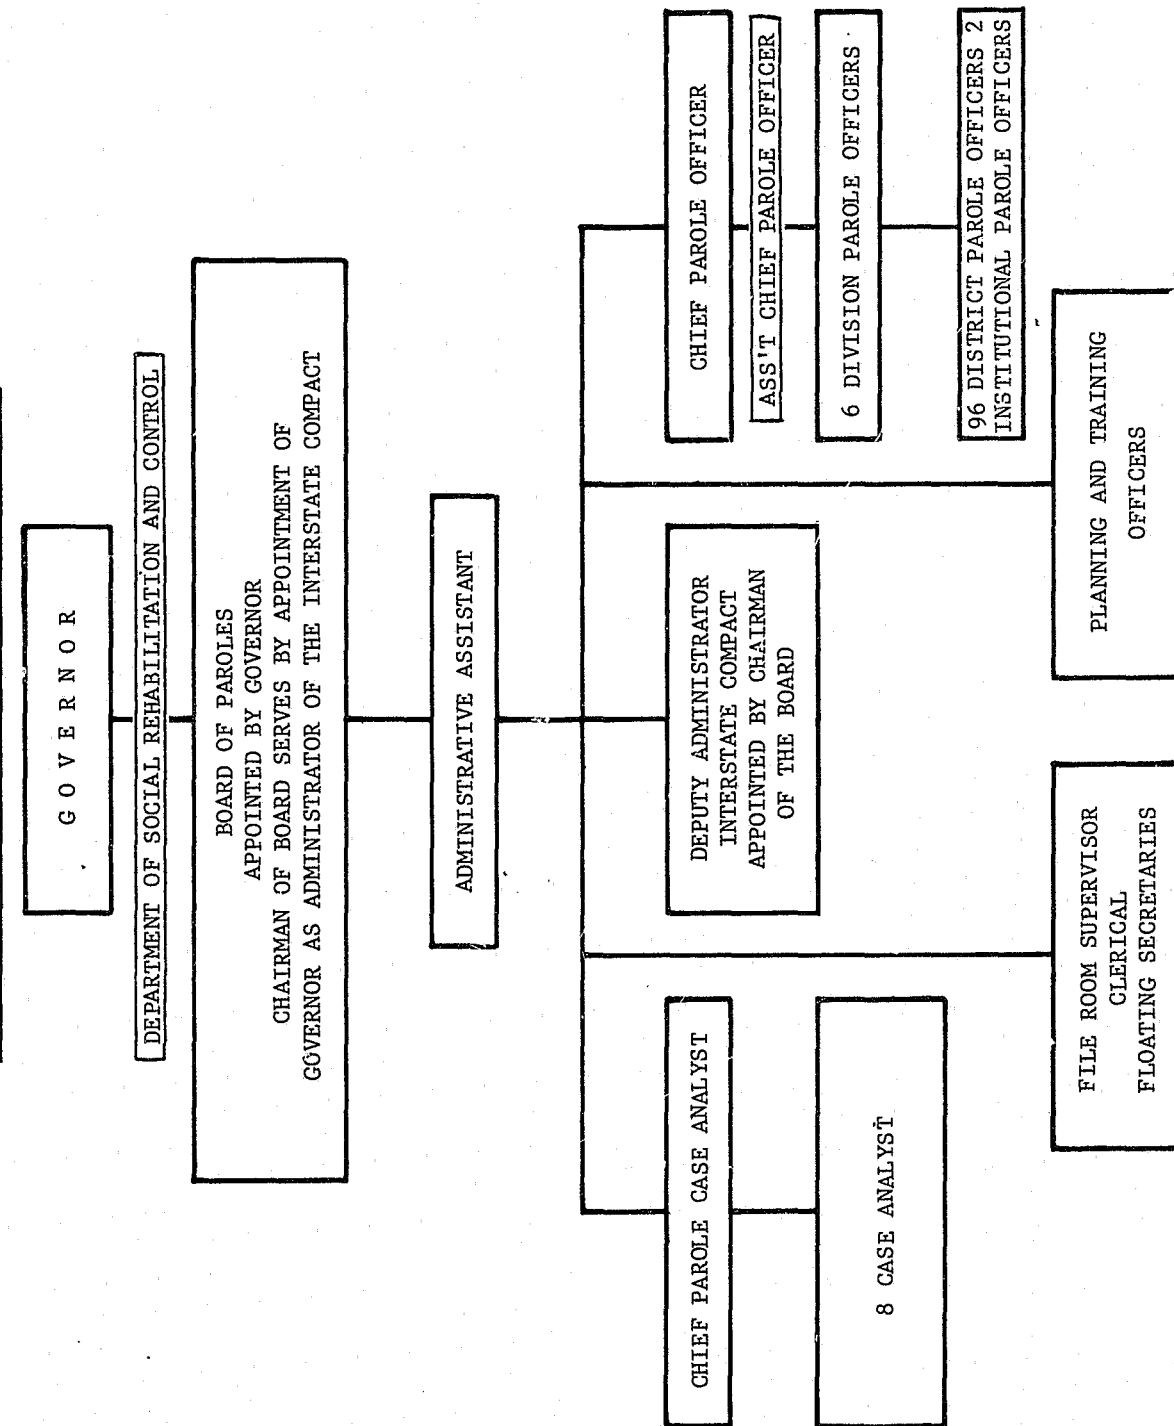 G O V E R N O R
DEPARTMENT OF SOCIAL REHABILITATION AND CONTROL
BOARD OF PAROLES
APPOINTED BY GOVERNOR
CHAIRMAN OF BOARD SERVES BY APPOINTMENT OF
GOVERNOR AS ADMINISTRATOR OF THE INTERSTATE COMPACT
ADMINISTRATIVE ASSISTANT
CHIEF PAROLE CASE ANALYST
8 CASE ANALYST
FILE ROOM SUPERVISOR
CLERICAL
FLOATING SECRETARIES
DEPUTY ADMINISTRATOR
INTERSTATE COMPACT
APPOINTED BY CHAIRMAN
OF THE BOARD
PLANNING AND TRAINING
OFFICERS
CHIEF PAROLE OFFICER
ASS'T CHIEF PAROLE OFFICER
6 DIVISION PAROLE OFFICERS
96 DISTRICT PAROLE OFFICERS 2
INSTITUTIONAL PAROLE OFFICERS